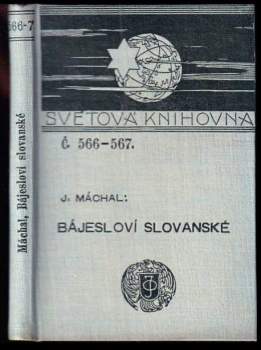 566-7
Máchal, Bájesloví slovanské
SVĚTOVÁ KNIHOVNA
Č. 566-567.
J. MÁCHAL:
BÁJESLOVÍ SLOVANSKÉ